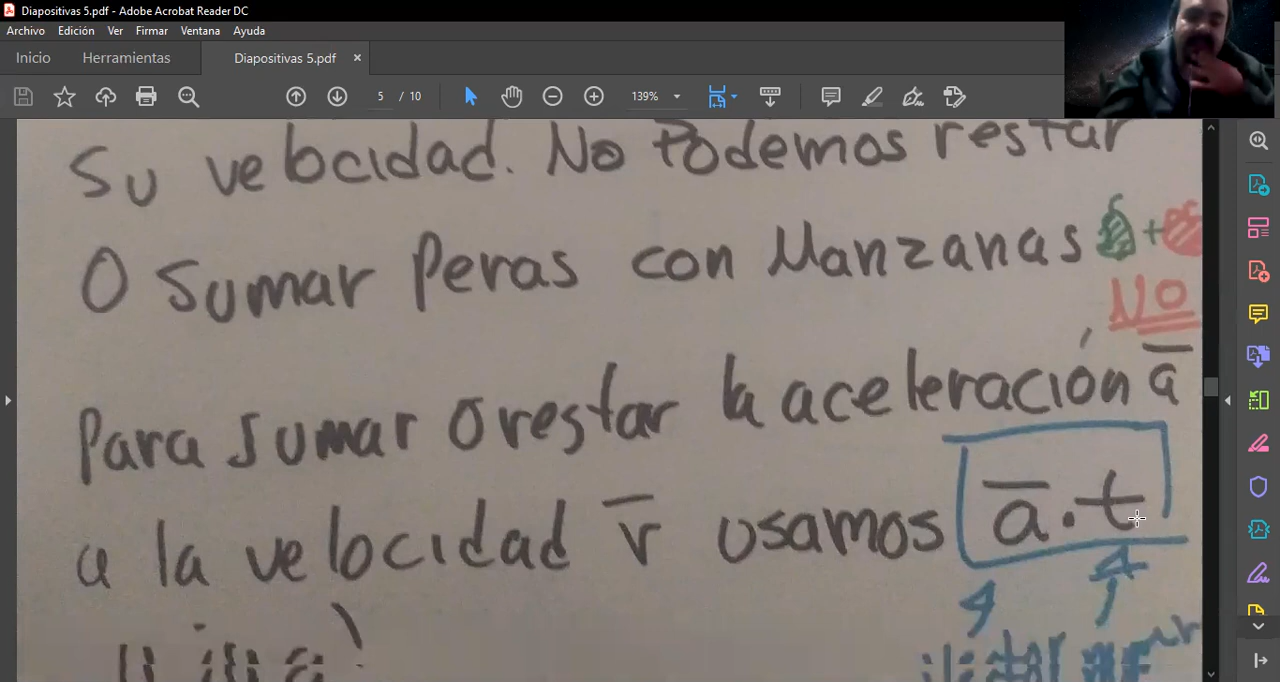 Diapositivas 5.pdf - Adobe Acrobat Reader DC
Archivo Edición Ver Firmar Ventana Ayuda
Inicio Herramientas Diapositivas 5.pdf ×
5 / 10 139%
Su velocidad. No Podemos restar
O Sumar Peras con Manzanas +
NO
Para sumar o restar la aceleración a̅
a la velocidad v̅ usamos a̅ . t